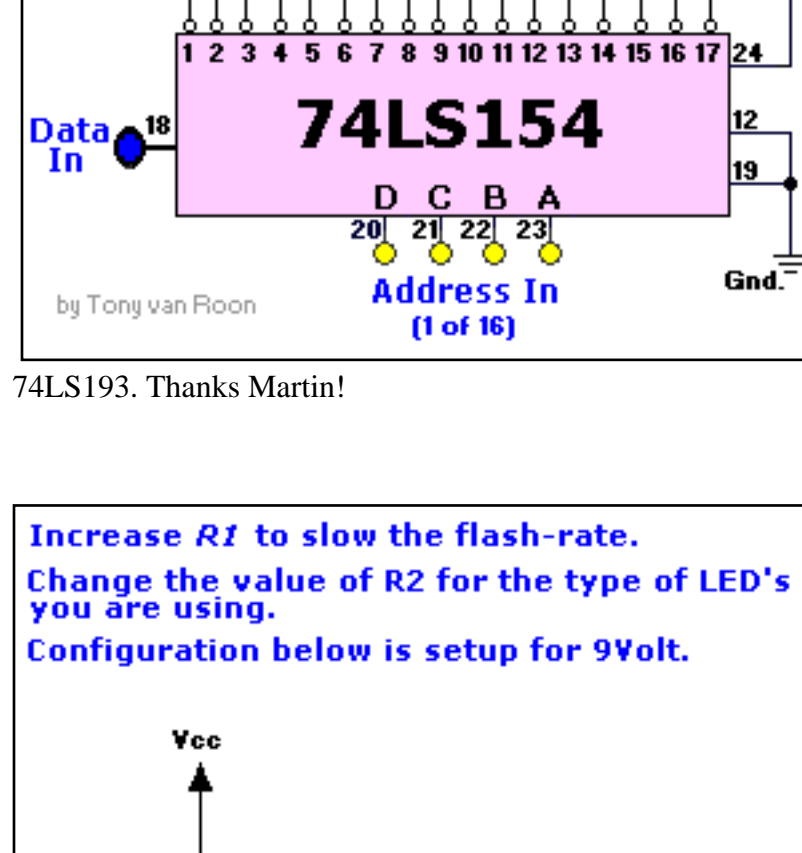 1 2 3 4 5 6 7 8 9 10 11 12 13 14 15 16 17 24
74LS154
Data In
18
12
19
D C B A
20 21 22 23
Address In
(1 of 16)
Gnd.
by Tony van Roon
74LS193. Thanks Martin!
Increase R1 to slow the flash-rate.
Change the value of R2 for the type of LED's
you are using.
Configuration below is setup for 9Volt.
Vcc